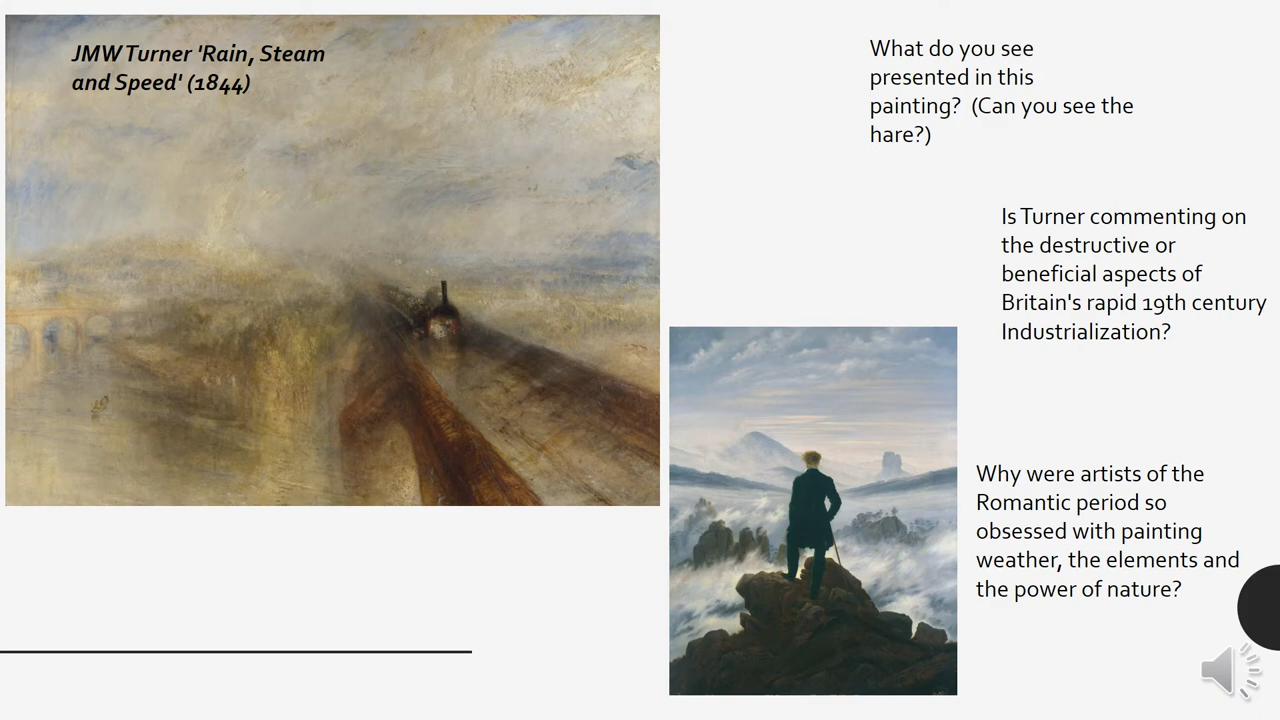 JMW Turner 'Rain, Steam
and Speed' (1844)
What do you see
presented in this
painting?  (Can you see the
hare?)
Is Turner commenting on
the destructive or
beneficial aspects of
Britain's rapid 19th century
Industrialization?
Why were artists of the
Romantic period so
obsessed with painting
weather, the elements and
the power of nature?